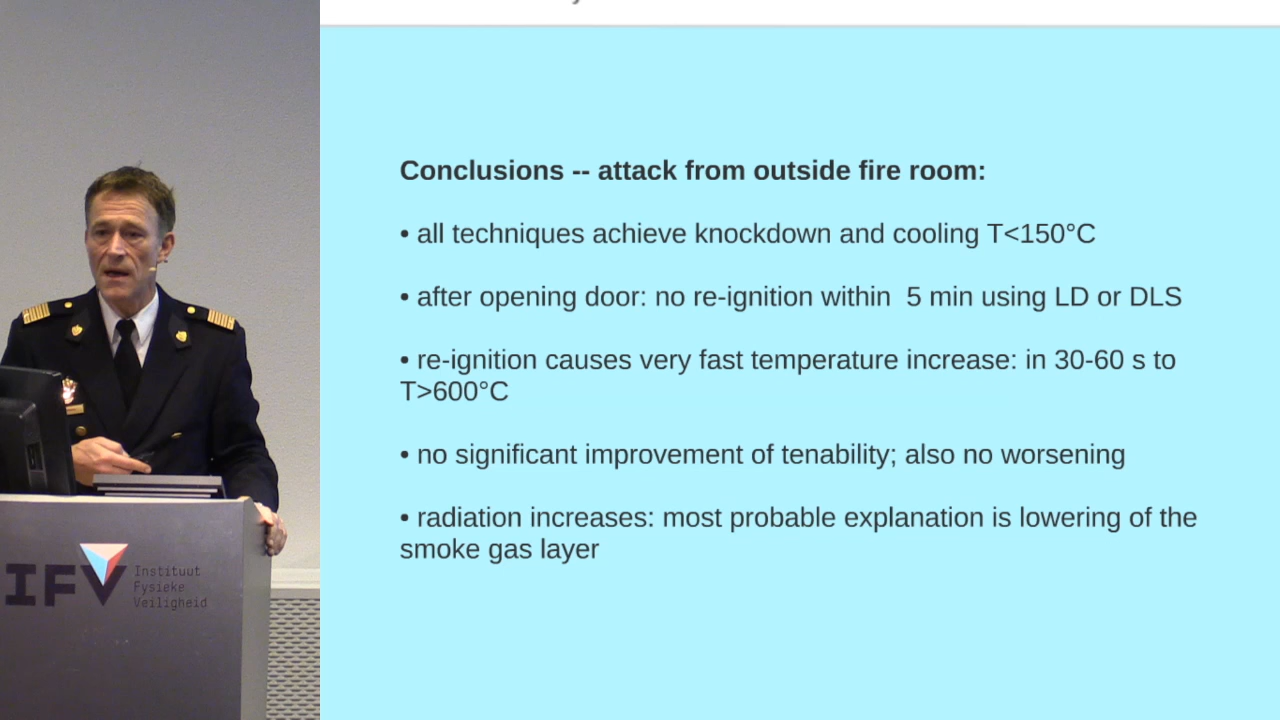 Conclusions -- attack from outside fire room:
• all techniques achieve knockdown and cooling T<150°C
• after opening door: no re-ignition within  5 min using LD or DLS
• re-ignition causes very fast temperature increase: in 30-60 s to
T>600°C
• no significant improvement of tenability; also no worsening
• radiation increases: most probable explanation is lowering of the
smoke gas layer
IFV
Instituut
Fysieke
Veiligheid